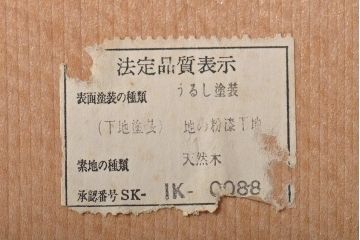 法定品質表示
表面塗装の種類 うるし塗装
(下地塗装) 地の粉漆下地
素地の種類 天然木
承認番号 SK- IK- 0088